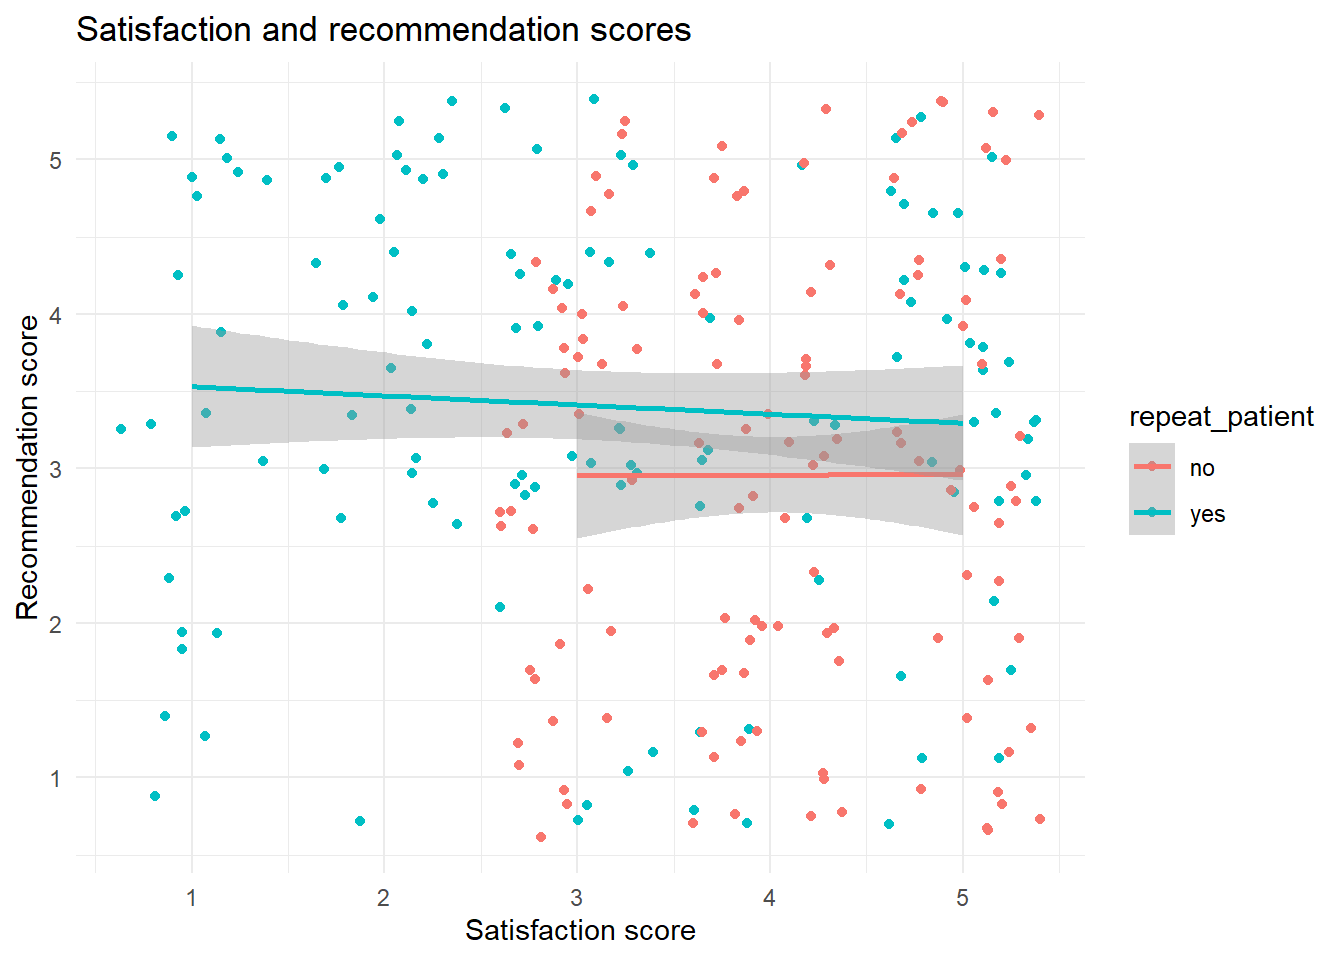 Satisfaction and recommendation scores
5
4
3
2
1
Recommendation score
1 2 3 4 5
Satisfaction score
repeat_patient
no
yes